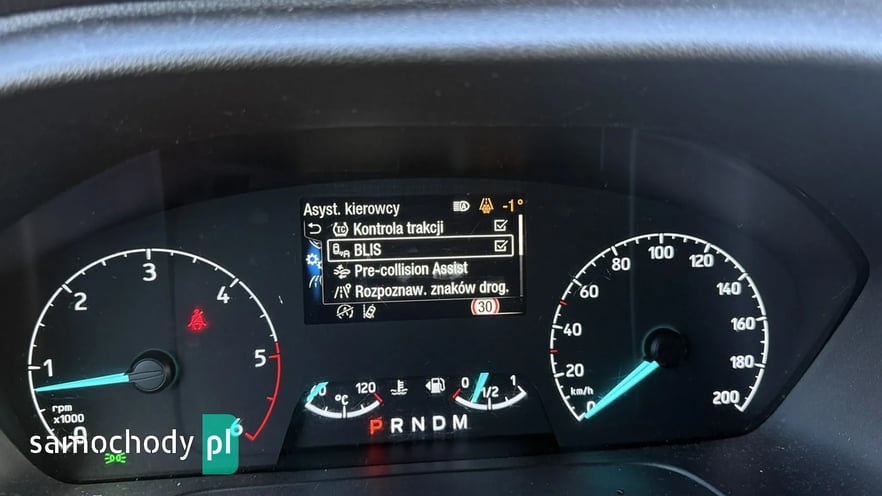 Asyst. kierowcy -1°
TC Kontrola trakcji
BLIS
Pre-collision Assist
Rozpoznaw. znaków drog.
30
1 2 3 4 5 6
rpm
x1000
0 20 40 60 80 100 120 140 160 180 200
km/h
120
°C
0 1/2 1
P R N D M
samochody pl